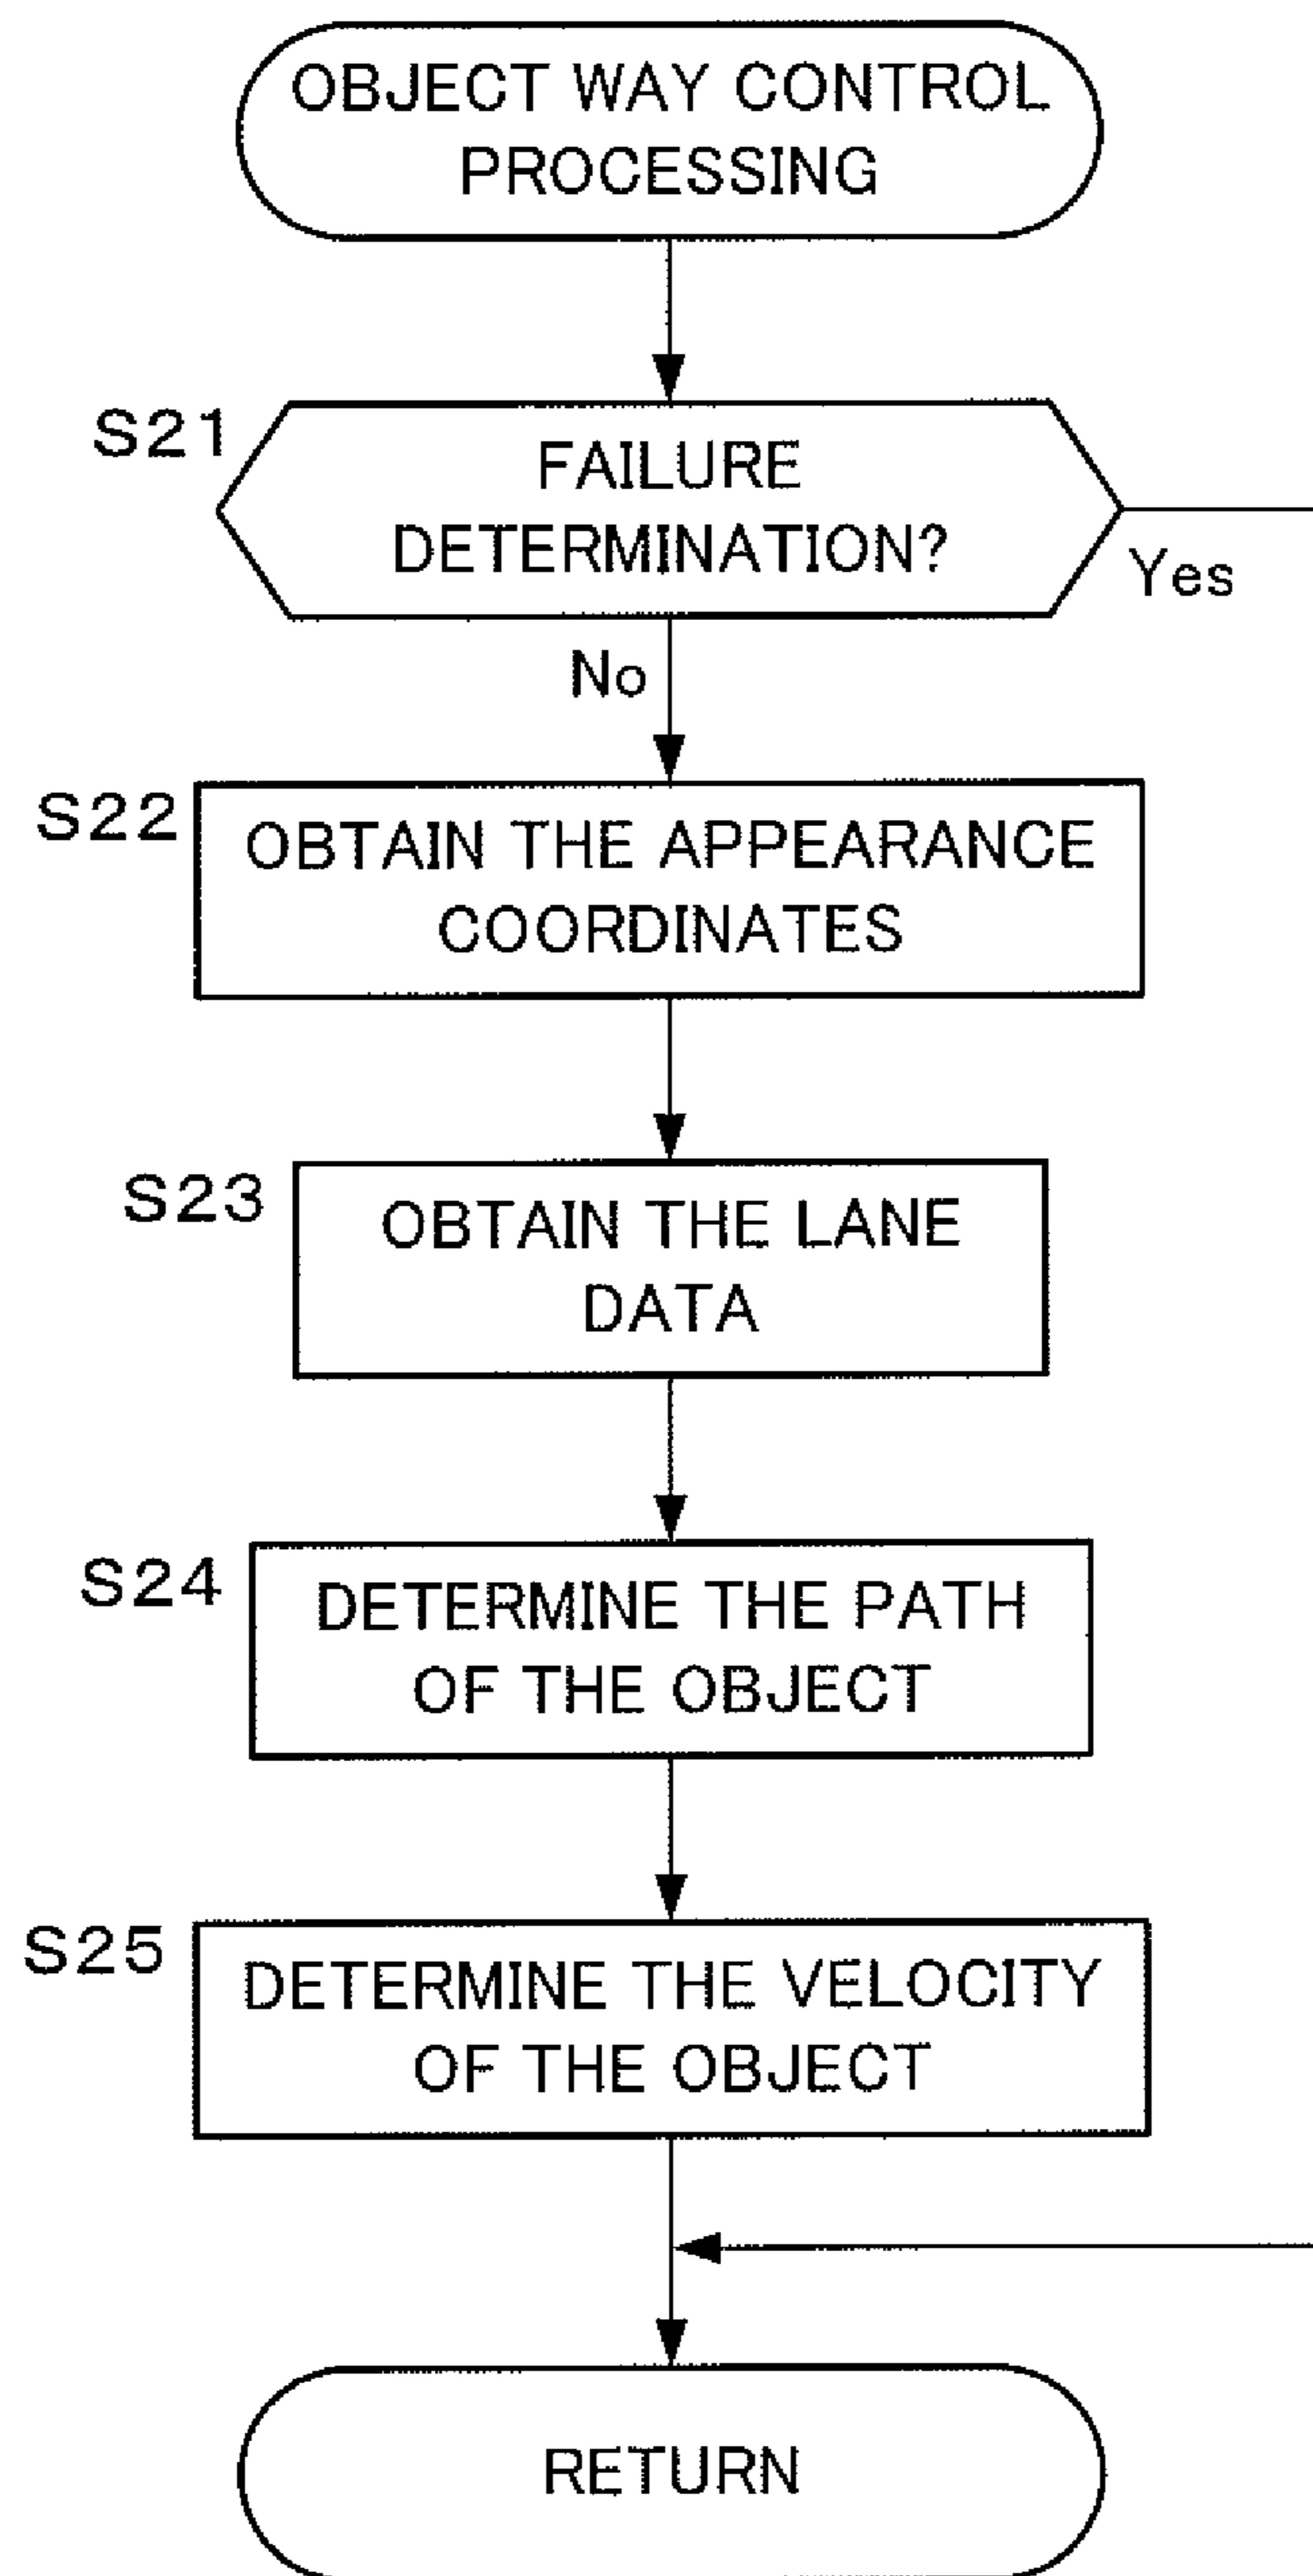 OBJECT WAY CONTROL
PROCESSING
S21
FAILURE
DETERMINATION?
Yes
No
S22
OBTAIN THE APPEARANCE
COORDINATES
S23
OBTAIN THE LANE
DATA
S24
DETERMINE THE PATH
OF THE OBJECT
S25
DETERMINE THE VELOCITY
OF THE OBJECT
RETURN